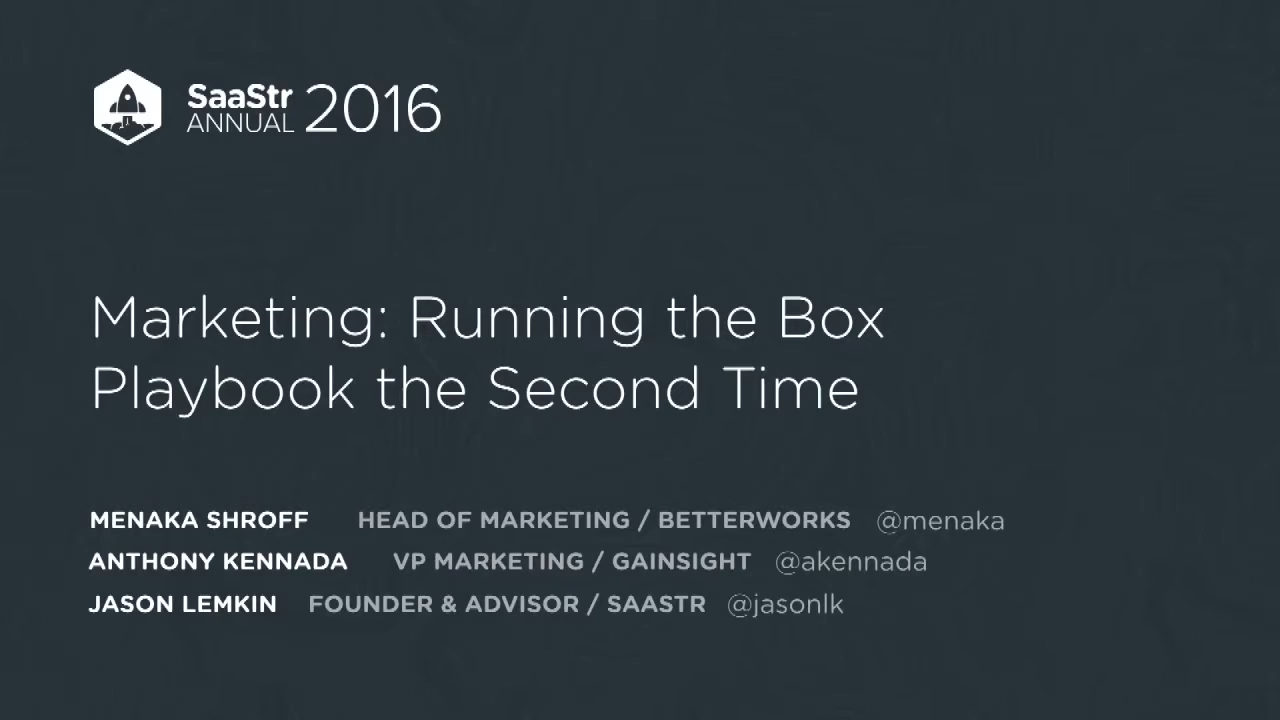 SaaStr
ANNUAL 2016
Marketing: Running the Box
Playbook the Second Time
MENAKA SHROFF HEAD OF MARKETING / BETTERWORKS @menaka
ANTHONY KENNADA VP MARKETING / GAINSIGHT @akennada
JASON LEMKIN FOUNDER & ADVISOR / SAASTR @jasonlk